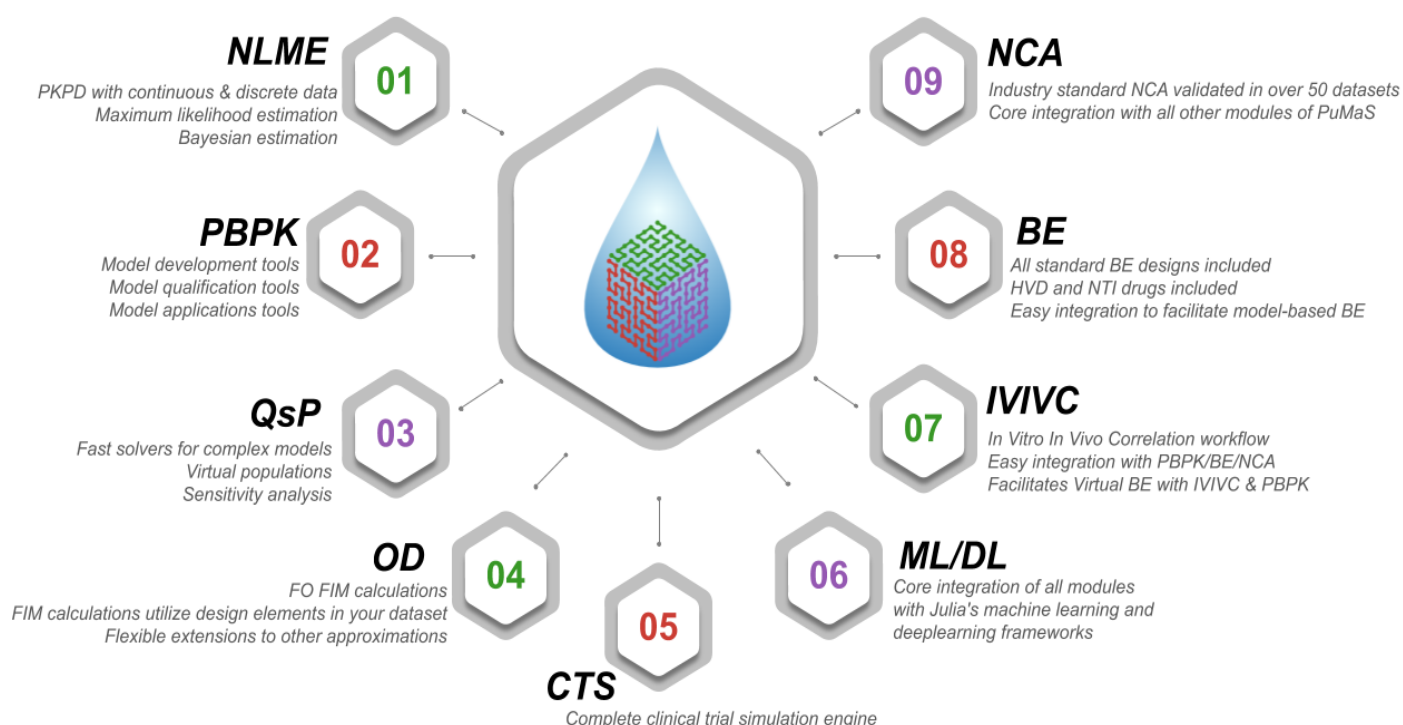 NLME
01
PKPD with continuous & discrete data
Maximum likelihood estimation
Bayesian estimation
PBPK
02
Model development tools
Model qualification tools
Model applications tools
QsP
03
Fast solvers for complex models
Virtual populations
Sensitivity analysis
OD
04
FO FIM calculations
FIM calculations utilize design elements in your dataset
Flexible extensions to other approximations
05
CTS
Complete clinical trial simulation engine
06
ML/DL
Core integration of all modules
with Julia's machine learning and
deeplearning frameworks
07
IVIVC
In Vitro In Vivo Correlation workflow
Easy integration with PBPK/BE/NCA
Facilitates Virtual BE with IVIVC & PBPK
08
BE
All standard BE designs included
HVD and NTI drugs included
Easy integration to facilitate model-based BE
09
NCA
Industry standard NCA validated in over 50 datasets
Core integration with all other modules of PuMaS